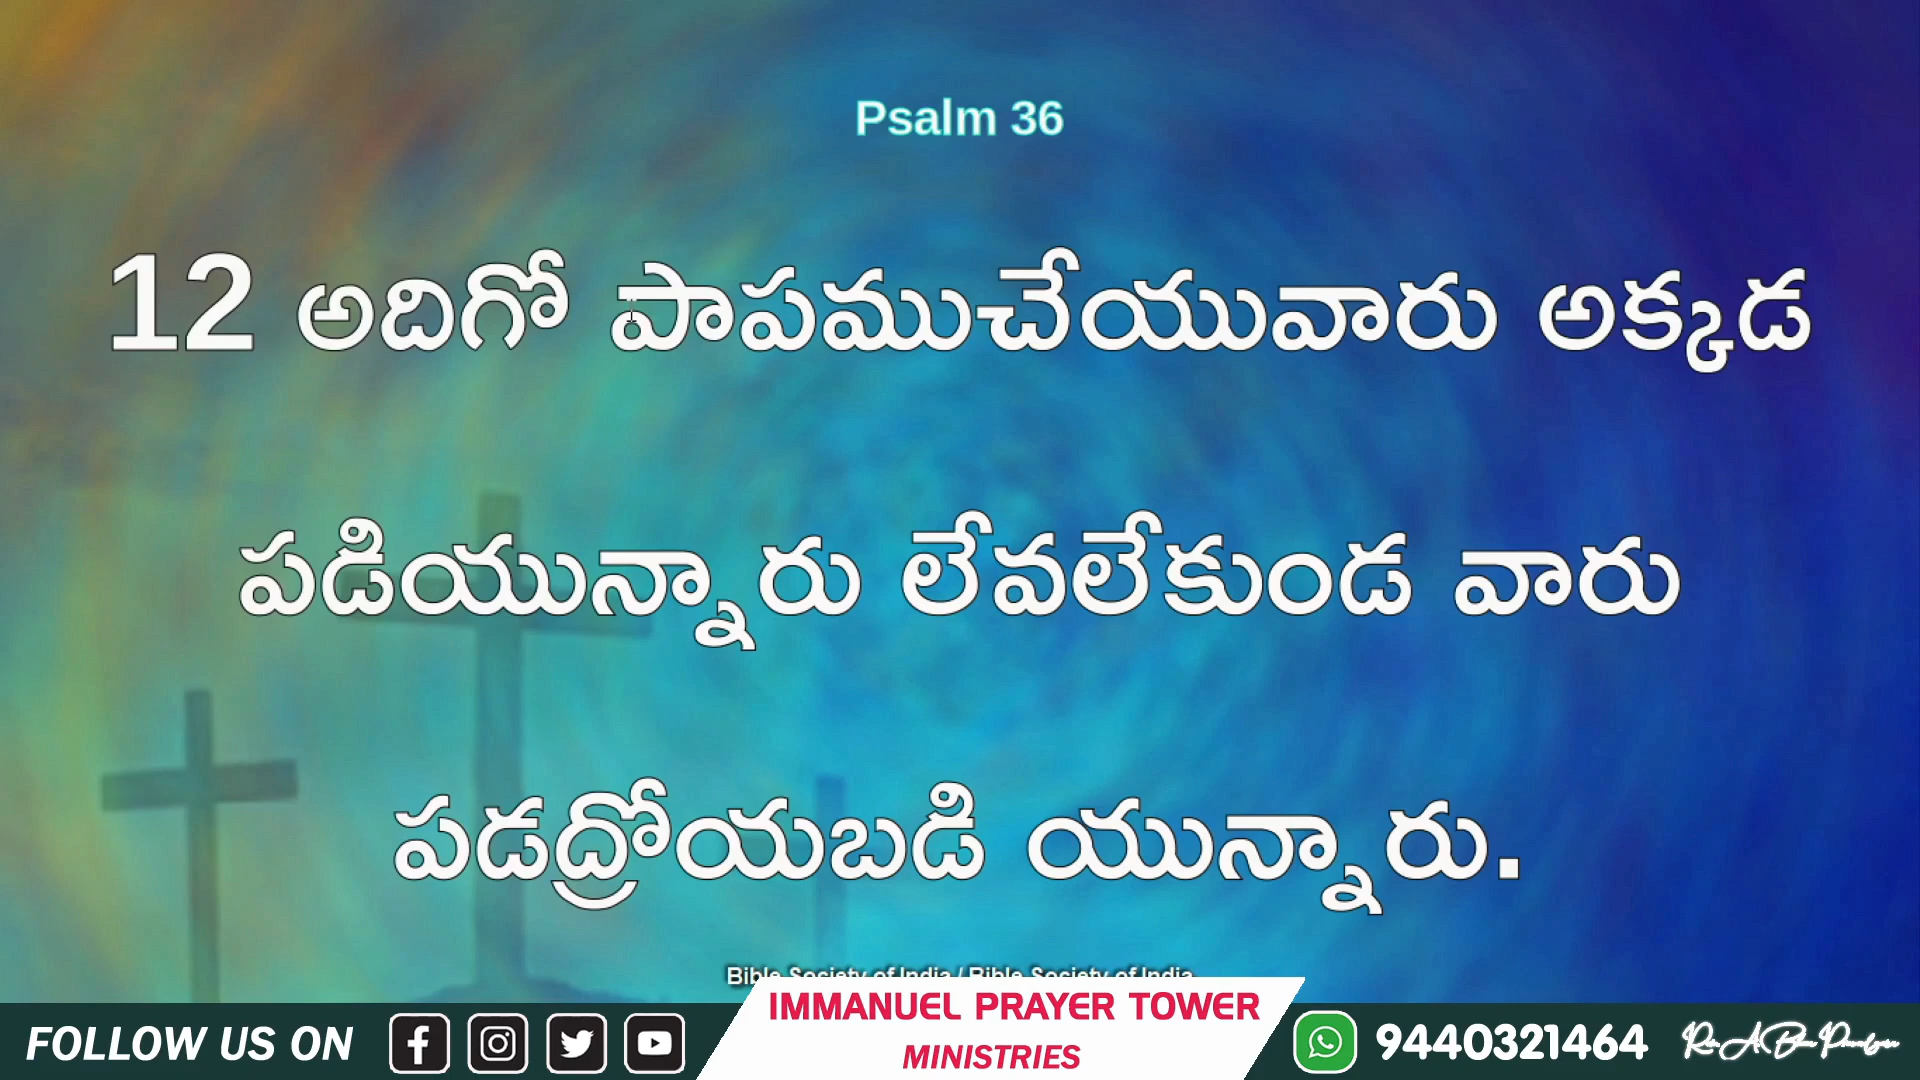 Psalm 36
12 అదిగో పాపముచేయువారు అక్కడ
పడియున్నారు లేవలేకుండ వారు
పడద్రోయబడి యున్నారు.
Bible Society of India / Bible Society of India
IMMANUEL PRAYER TOWER
MINISTRIES
FOLLOW US ON
9440321464